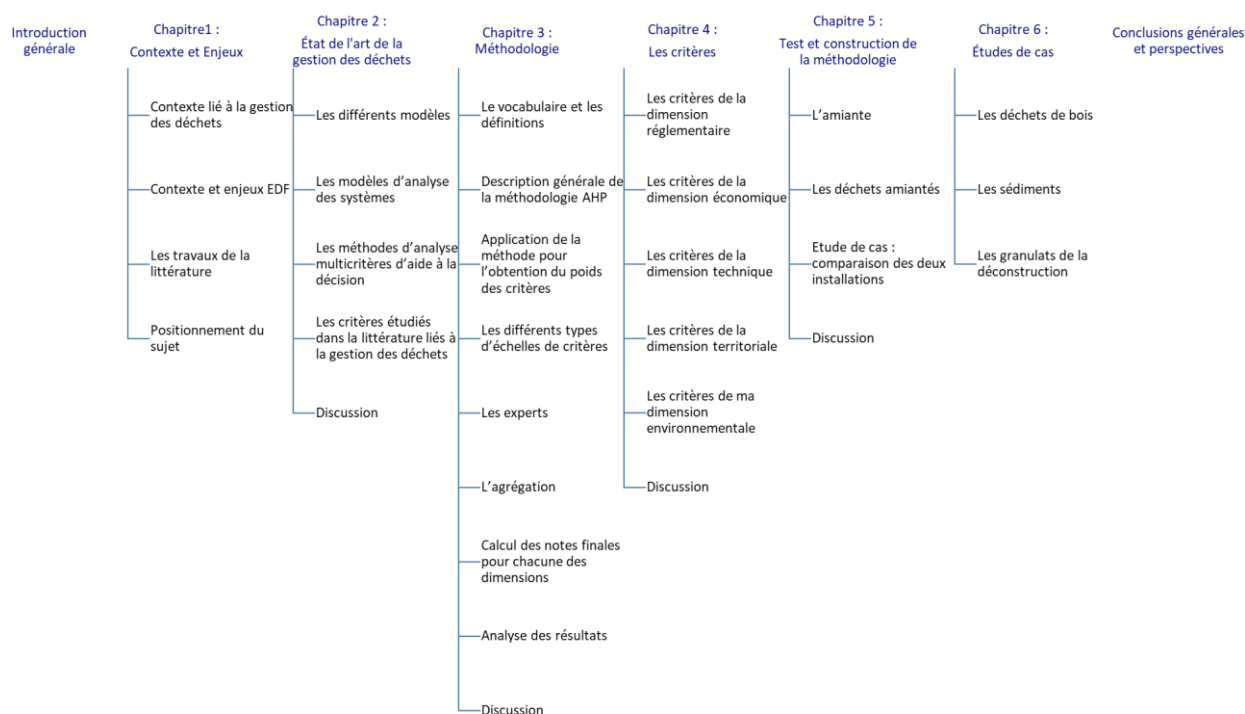 Introduction
générale
Chapitre1 :
Contexte et Enjeux
Contexte lié à la gestion
des déchets
Contexte et enjeux EDF
Les travaux de la
littérature
Positionnement du
sujet
Chapitre 2 :
État de l'art de la
gestion des déchets
Les différents modèles
Les modèles d’analyse
des systèmes
Les méthodes d’analyse
multicritères d’aide à la
décision
Les critères étudiés
dans la littérature liés à
la gestion des déchets
Discussion
Chapitre 3 :
Méthodologie
Le vocabulaire et les
définitions
Description générale de
la méthodologie AHP
Application de la
méthode pour
l’obtention du poids
des critères
Les différents types
d’échelles de critères
Les experts
L’agrégation
Calcul des notes finales
pour chacune des
dimensions
Analyse des résultats
Discussion
Chapitre 4 :
Les critères
Les critères de la
dimension
réglementaire
Les critères de la
dimension économique
Les critères de la
dimension technique
Les critères de la
dimension territoriale
Les critères de ma
dimension
environnementale
Discussion
Chapitre 5 :
Test et construction de
la méthodologie
L’amiante
Les déchets amiantés
Etude de cas :
comparaison des deux
installations
Discussion
Chapitre 6 :
Études de cas
Les déchets de bois
Les sédiments
Les granulats de la
déconstruction
Conclusions générales
et perspectives